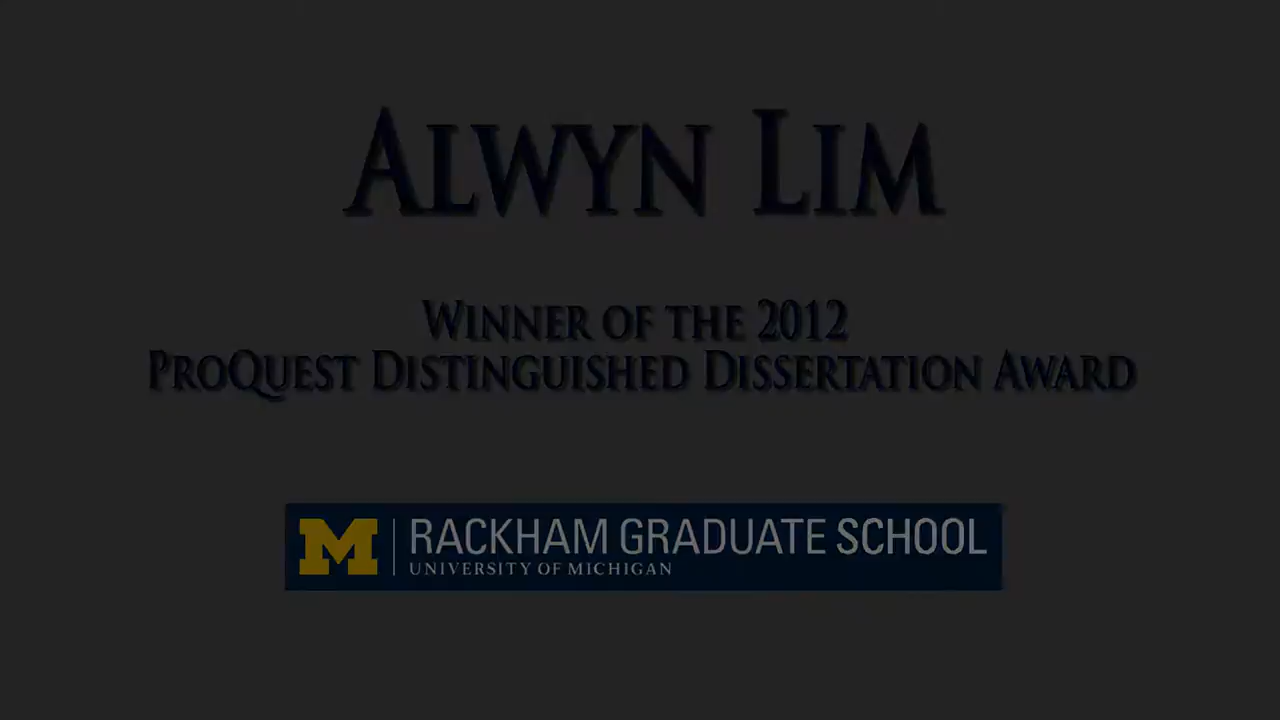 Alwyn Lim
Winner of the 2012
ProQuest Distinguished Dissertation Award
M RACKHAM GRADUATE SCHOOL
UNIVERSITY OF MICHIGAN